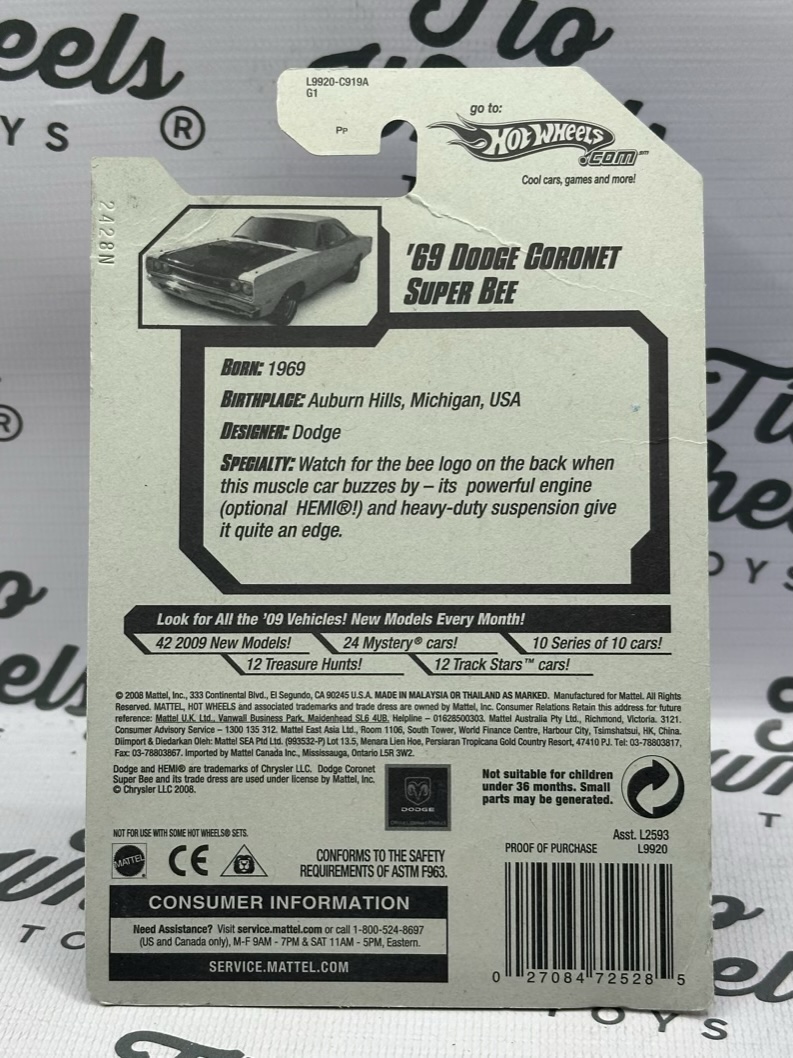 Tio
eels
®
YS
L9920-C919A
G1
Pp
go to:
HOT WHEELS
.COM℠
Cool cars, games and more!
2428N
'69 DODGE CORONET
SUPER BEE
BORN: 1969
BIRTHPLACE: Auburn Hills, Michigan, USA
DESIGNER: Dodge
SPECIALTY: Watch for the bee logo on the back when
this muscle car buzzes by – its powerful engine
(optional HEMI®!) and heavy-duty suspension give
it quite an edge.
Look for All the '09 Vehicles! New Models Every Month!
42 2009 New Models! 24 Mystery® cars! 10 Series of 10 cars!
12 Treasure Hunts! 12 Track Stars™ cars!
© 2008 Mattel, Inc., 333 Continental Blvd., El Segundo, CA 90245 U.S.A. MADE IN MALAYSIA OR THAILAND AS MARKED. Manufactured for Mattel. All Rights
Reserved. MATTEL, HOT WHEELS and associated trademarks and trade dress are owned by Mattel, Inc. Consumer Relations Retain this address for future
reference: Mattel U.K. Ltd., Vanwall Business Park, Maidenhead SL6 4UB. Helpline – 01628500303. Mattel Australia Pty Ltd., Richmond, Victoria. 3121.
Consumer Advisory Service – 1300 135 312. Mattel East Asia Ltd., Room 1106, South Tower, World Finance Centre, Harbour City, Tsimshatsui, HK, China.
Diimport & Diedarkan Oleh: Mattel SEA Ptd Ltd. (993532-P) Lot 13.5, Menara Lien Hoe, Persiaran Tropicana Gold Country Resort, 47410 PJ. Tel: 03-78803817,
Fax: 03-78803867. Imported by Mattel Canada Inc., Mississauga, Ontario L5R 3W2.
Dodge and HEMI® are trademarks of Chrysler LLC. Dodge Coronet
Super Bee and its trade dress are used under license by Mattel, Inc.
© Chrysler LLC 2008.
DODGE
Not suitable for children
under 36 months. Small
parts may be generated.
NOT FOR USE WITH SOME HOT WHEELS® SETS.
MATTEL
CE
CONFORMS TO THE SAFETY
REQUIREMENTS OF ASTM F963.
Asst. L2593
PROOF OF PURCHASE L9920
CONSUMER INFORMATION
Need Assistance? Visit service.mattel.com or call 1-800-524-8697
(US and Canada only), M-F 9AM - 7PM & SAT 11AM - 5PM, Eastern.
SERVICE.MATTEL.COM
0 27084 72528 5